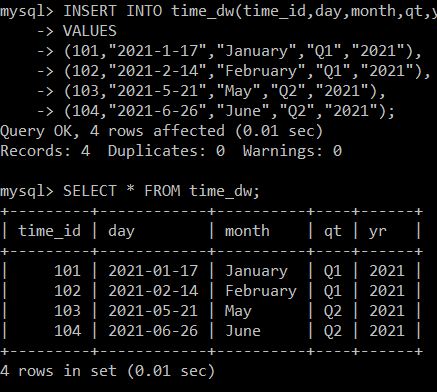 mysql> INSERT INTO time_dw(time_id,day,month,qt,y
    -> VALUES
    -> (101,"2021-1-17","January","Q1","2021"),
    -> (102,"2021-2-14","February","Q1","2021"),
    -> (103,"2021-5-21","May","Q2","2021"),
    -> (104,"2021-6-26","June","Q2","2021");
Query OK, 4 rows affected (0.01 sec)
Records: 4  Duplicates: 0  Warnings: 0

mysql> SELECT * FROM time_dw;
+---------+------------+----------+----+------+
| time_id | day        | month    | qt | yr   |
+---------+------------+----------+----+------+
|     101 | 2021-01-17 | January  | Q1 | 2021 |
|     102 | 2021-02-14 | February | Q1 | 2021 |
|     103 | 2021-05-21 | May      | Q2 | 2021 |
|     104 | 2021-06-26 | June     | Q2 | 2021 |
+---------+------------+----------+----+------+
4 rows in set (0.01 sec)